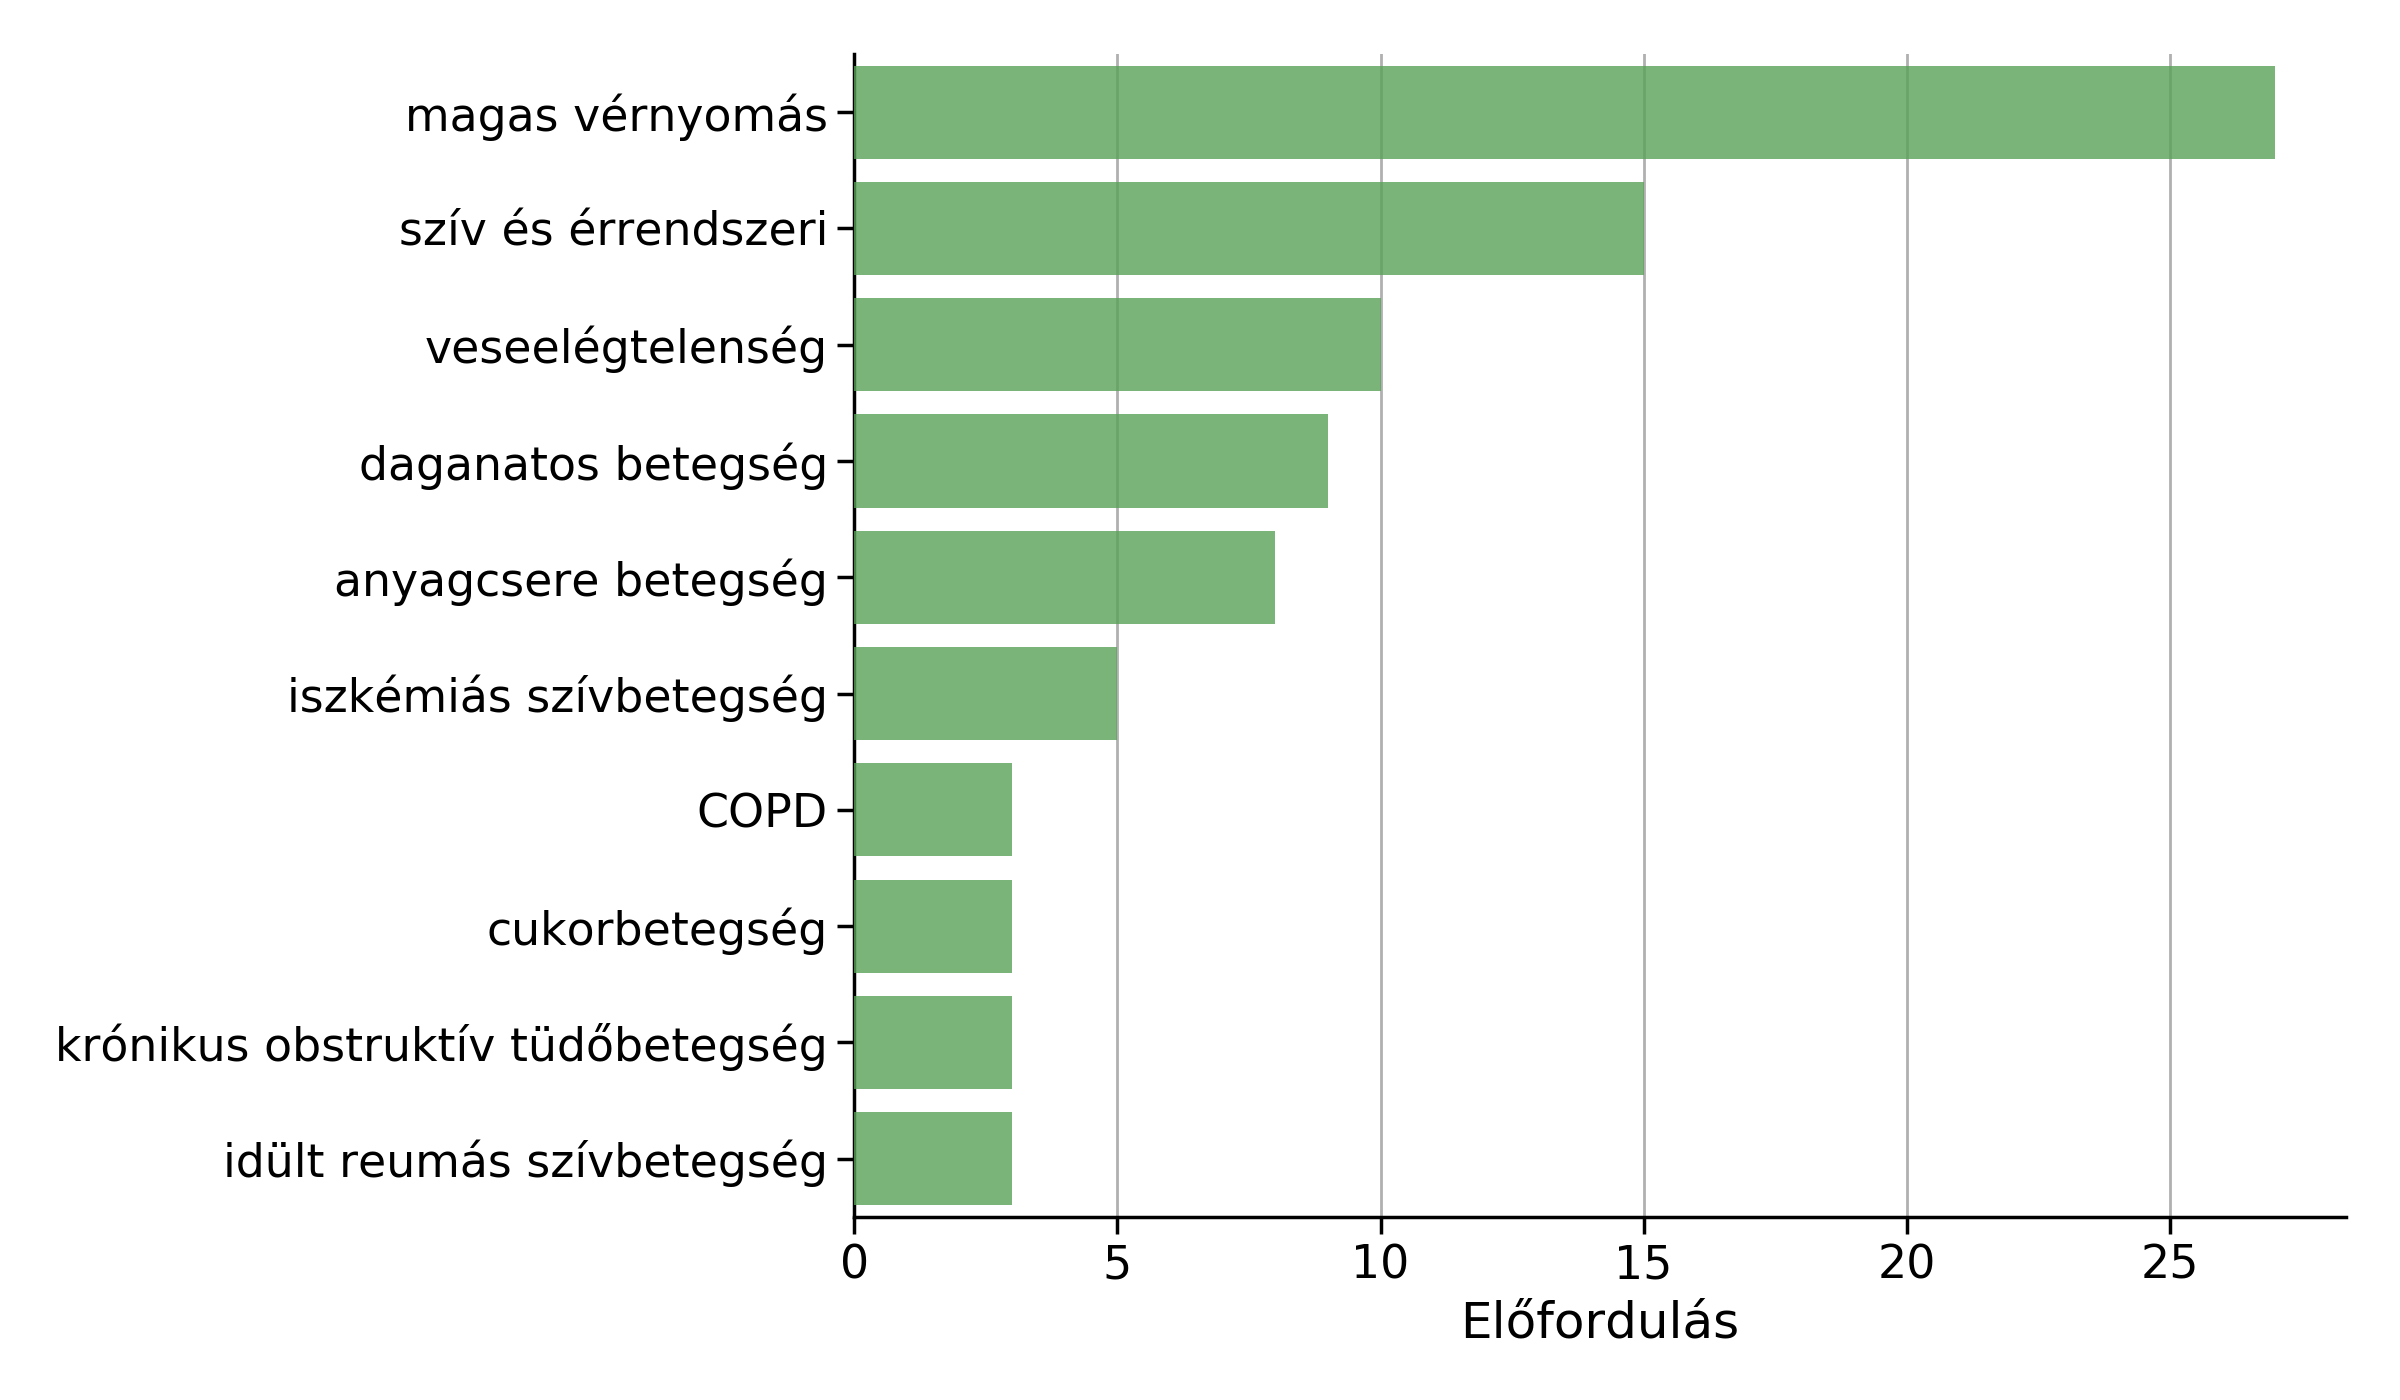 magas vérnyomás
szív és érrendszeri
veseelégtelenség
daganatos betegség
anyagcsere betegség
iszkémiás szívbetegség
COPD
cukorbetegség
krónikus obstruktív tüdőbetegség
idült reumás szívbetegség
0 5 10 15 20 25
Előfordulás